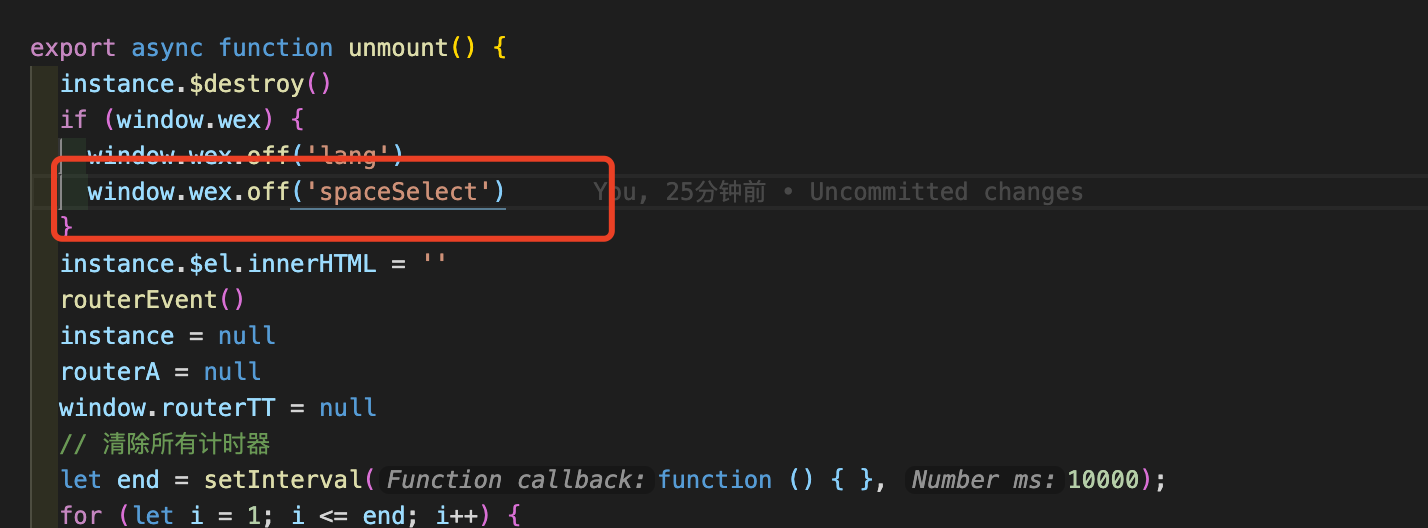 export async function unmount() {
instance.$destroy()
if (window.wex) {
window.wex.off('lang')
window.wex.off('spaceSelect') You, 25分钟前 • Uncommitted changes
}
instance.$el.innerHTML = ''
routerEvent()
instance = null
routerA = null
window.routerTT = null
// 清除所有计时器
let end = setInterval(Function callback: function () { }, Number ms: 10000);
for (let i = 1; i <= end; i++) {